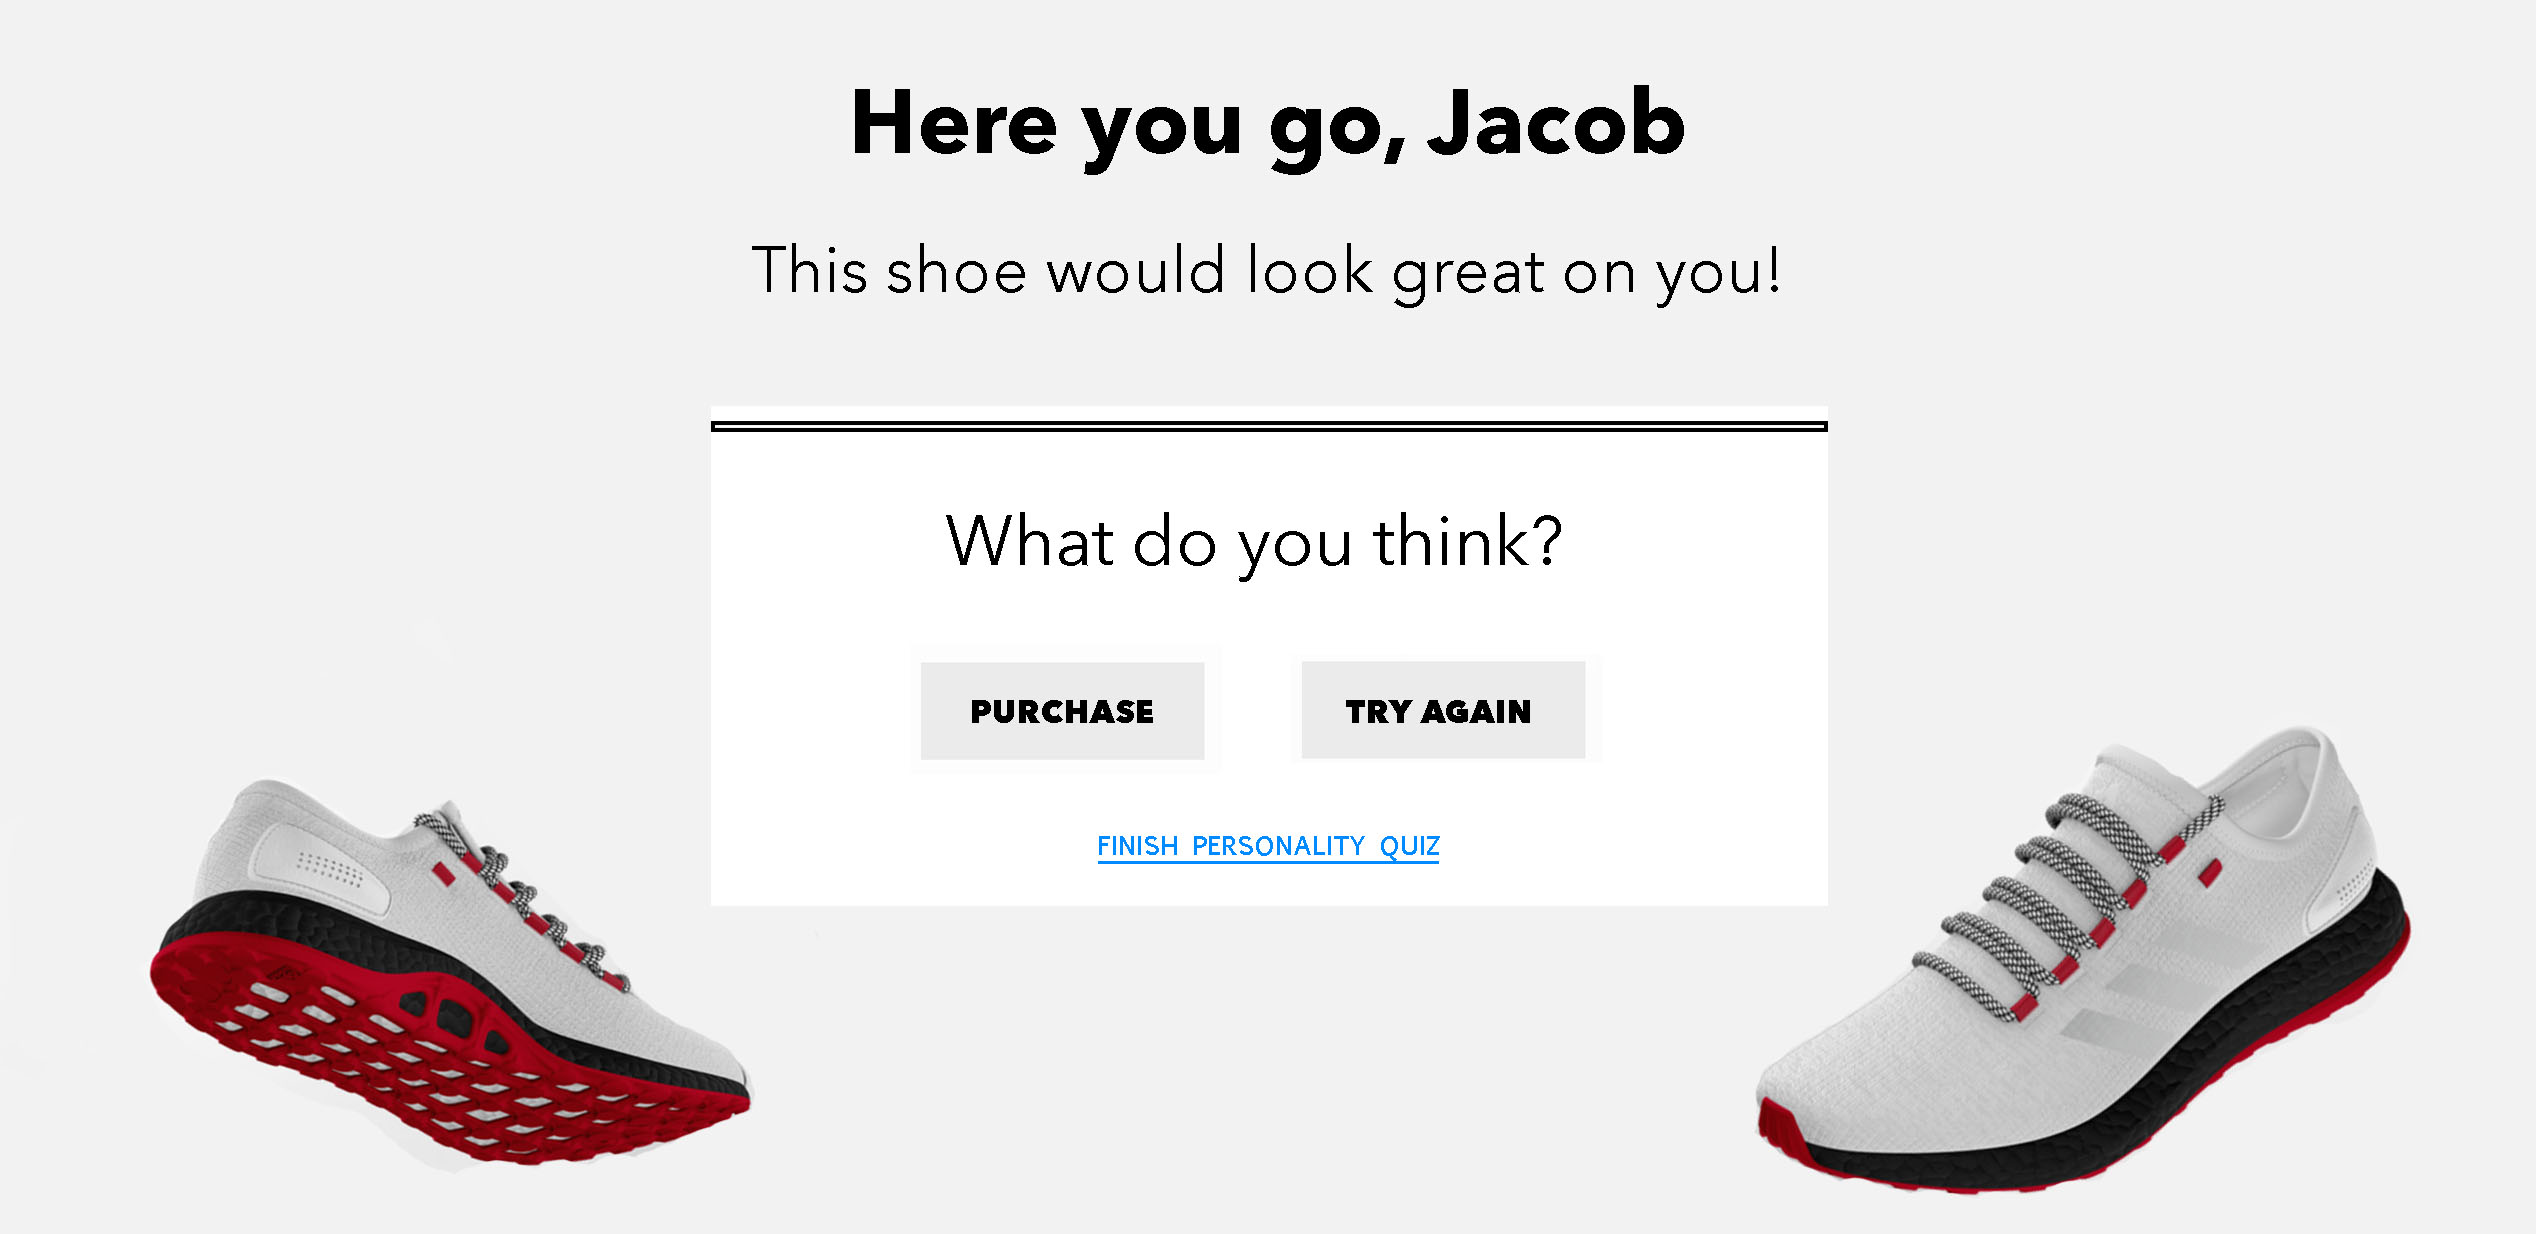 Here you go, Jacob
This shoe would look great on you!
What do you think?
PURCHASE
TRY AGAIN
FINISH PERSONALITY QUIZ